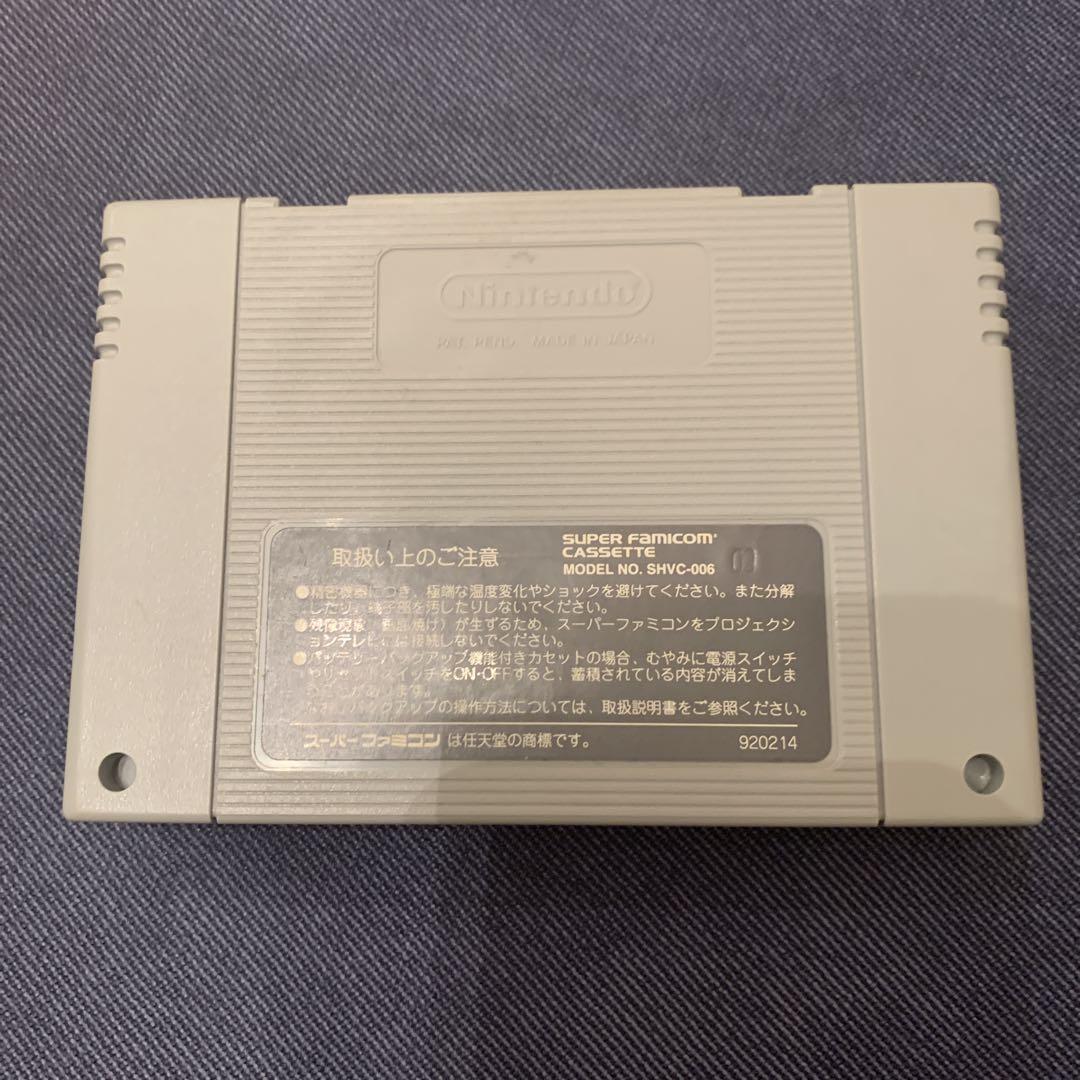 Nintendo
PAT. PEND. MADE IN JAPAN
取扱い上のご注意
SUPER FAMICOM
CASSETTE
MODEL NO. SHVC-006
●精密機器につき、極端な温度変化やショックを避けてください。また分解
したり、端子部を汚したりしないでください。
●残像現象（画面焼け）が生ずるため、スーパーファミコンをプロジェクシ
ョンテレビには接続しないでください。
●バッテリーバックアップ機能付きカセットの場合、むやみに電源スイッチ
やリセットスイッチをON・OFFすると、蓄積されている内容が消えてしま
うことがあります。
なお、バックアップの操作方法については、取扱説明書をご参照ください。
スーパーファミコンは任天堂の商標です。
920214